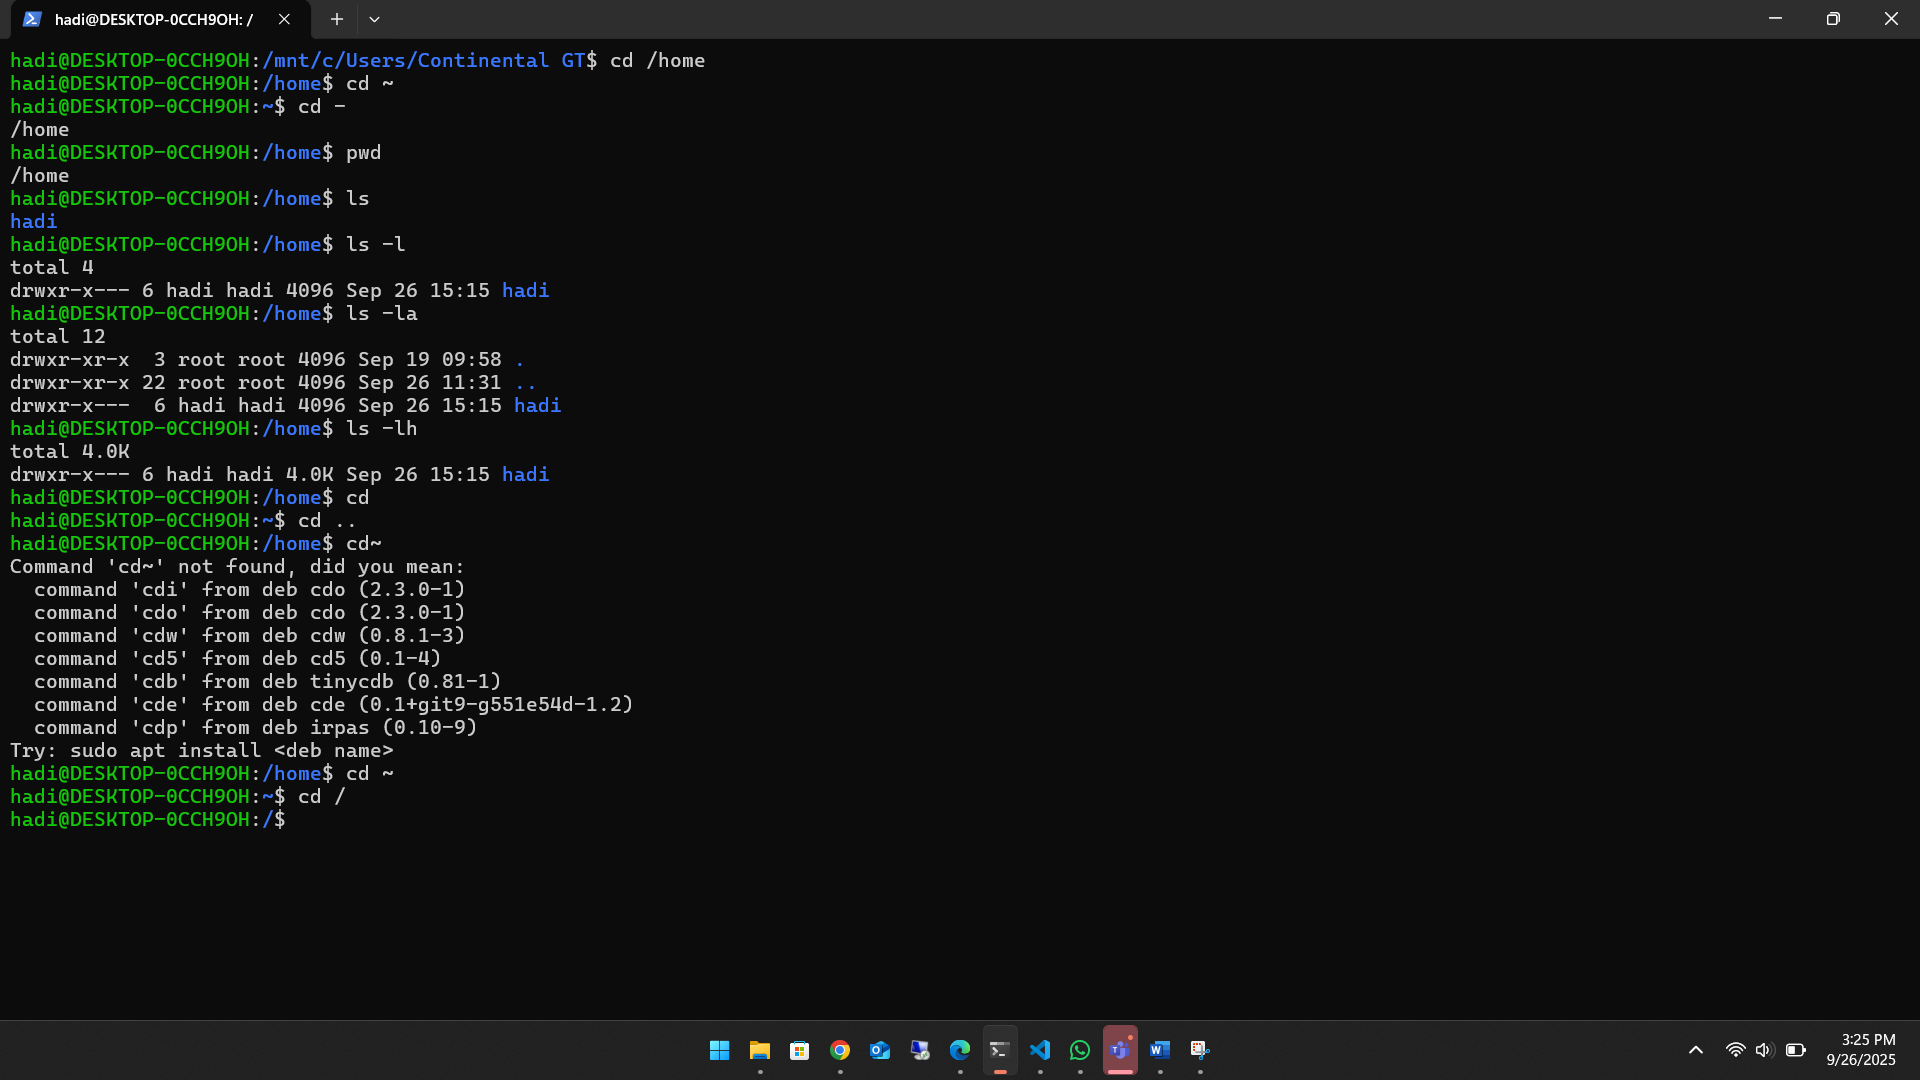 hadi@DESKTOP-0CCH9OH: /
hadi@DESKTOP-0CCH9OH:/mnt/c/Users/Continental GT$ cd /home
hadi@DESKTOP-0CCH9OH:/home$ cd ~
hadi@DESKTOP-0CCH9OH:~$ cd -
/home
hadi@DESKTOP-0CCH9OH:/home$ pwd
/home
hadi@DESKTOP-0CCH9OH:/home$ ls
hadi
hadi@DESKTOP-0CCH9OH:/home$ ls -l
total 4
drwxr-x--- 6 hadi hadi 4096 Sep 26 15:15 hadi
hadi@DESKTOP-0CCH9OH:/home$ ls -la
total 12
drwxr-xr-x  3 root root 4096 Sep 19 09:58 .
drwxr-xr-x 22 root root 4096 Sep 26 11:31 ..
drwxr-x---  6 hadi hadi 4096 Sep 26 15:15 hadi
hadi@DESKTOP-0CCH9OH:/home$ ls -lh
total 4.0K
drwxr-x--- 6 hadi hadi 4.0K Sep 26 15:15 hadi
hadi@DESKTOP-0CCH9OH:/home$ cd
hadi@DESKTOP-0CCH9OH:~$ cd ..
hadi@DESKTOP-0CCH9OH:/home$ cd~
Command 'cd~' not found, did you mean:
  command 'cdi' from deb cdo (2.3.0-1)
  command 'cdo' from deb cdo (2.3.0-1)
  command 'cdw' from deb cdw (0.8.1-3)
  command 'cd5' from deb cd5 (0.1-4)
  command 'cdb' from deb tinycdb (0.81-1)
  command 'cde' from deb cde (0.1+git9-g551e54d-1.2)
  command 'cdp' from deb irpas (0.10-9)
Try: sudo apt install <deb name>
hadi@DESKTOP-0CCH9OH:/home$ cd ~
hadi@DESKTOP-0CCH9OH:~$ cd /
hadi@DESKTOP-0CCH9OH:/$
3:25 PM
9/26/2025